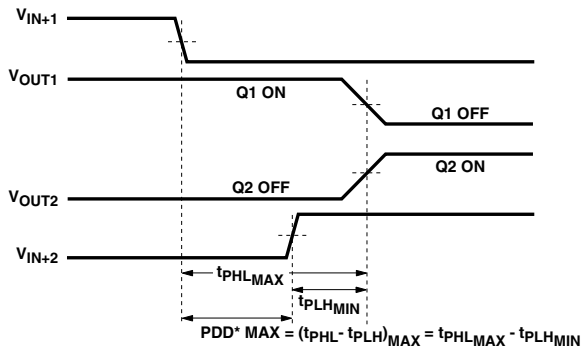 VIN+1
VOUT1
Q1 ON
Q1 OFF
Q2 ON
Q2 OFF
VOUT2
VIN+2
tPHLMAX
tPLHMIN
PDD* MAX = (tPHL- tPLH)MAX = tPHLMAX - tPLHMIN